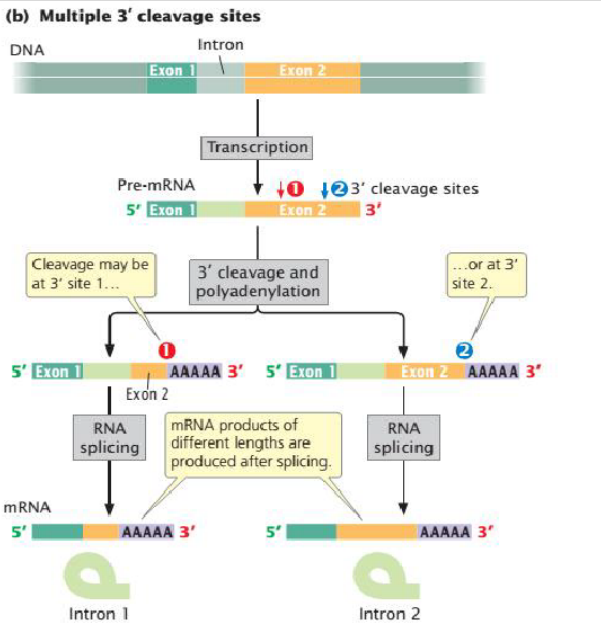 (b) Multiple 3′ cleavage sites
DNA
Intron
Exon 1
Exon 2
Transcription
Pre-mRNA
1
2
3′ cleavage sites
5′
Exon 1
Exon 2
3′
Cleavage may be
at 3′ site 1...
3′ cleavage and
polyadenylation
...or at 3′
site 2.
1
2
5′ Exon 1 AAAAA 3′
Exon 2
5′ Exon 1 Exon 2 AAAAA 3′
RNA
splicing
mRNA products of
different lengths are
produced after splicing.
RNA
splicing
mRNA
5′ AAAAA 3′
5′ AAAAA 3′
Intron 1
Intron 2